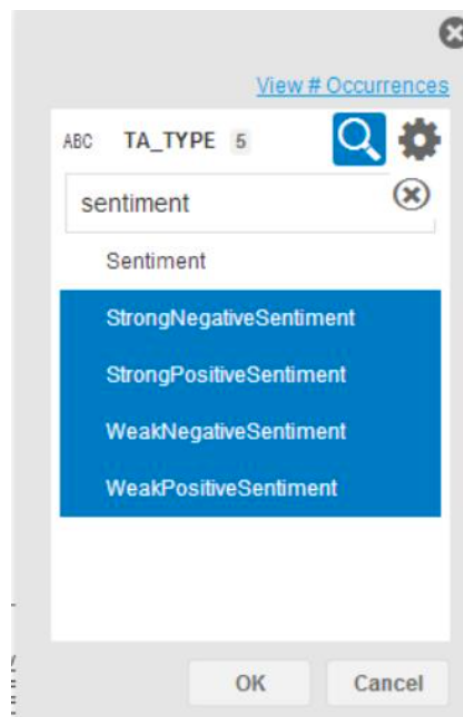 View # Occurrences
ABC TA_TYPE 5
sentiment
Sentiment
StrongNegativeSentiment
StrongPositiveSentiment
WeakNegativeSentiment
WeakPositiveSentiment
OK Cancel